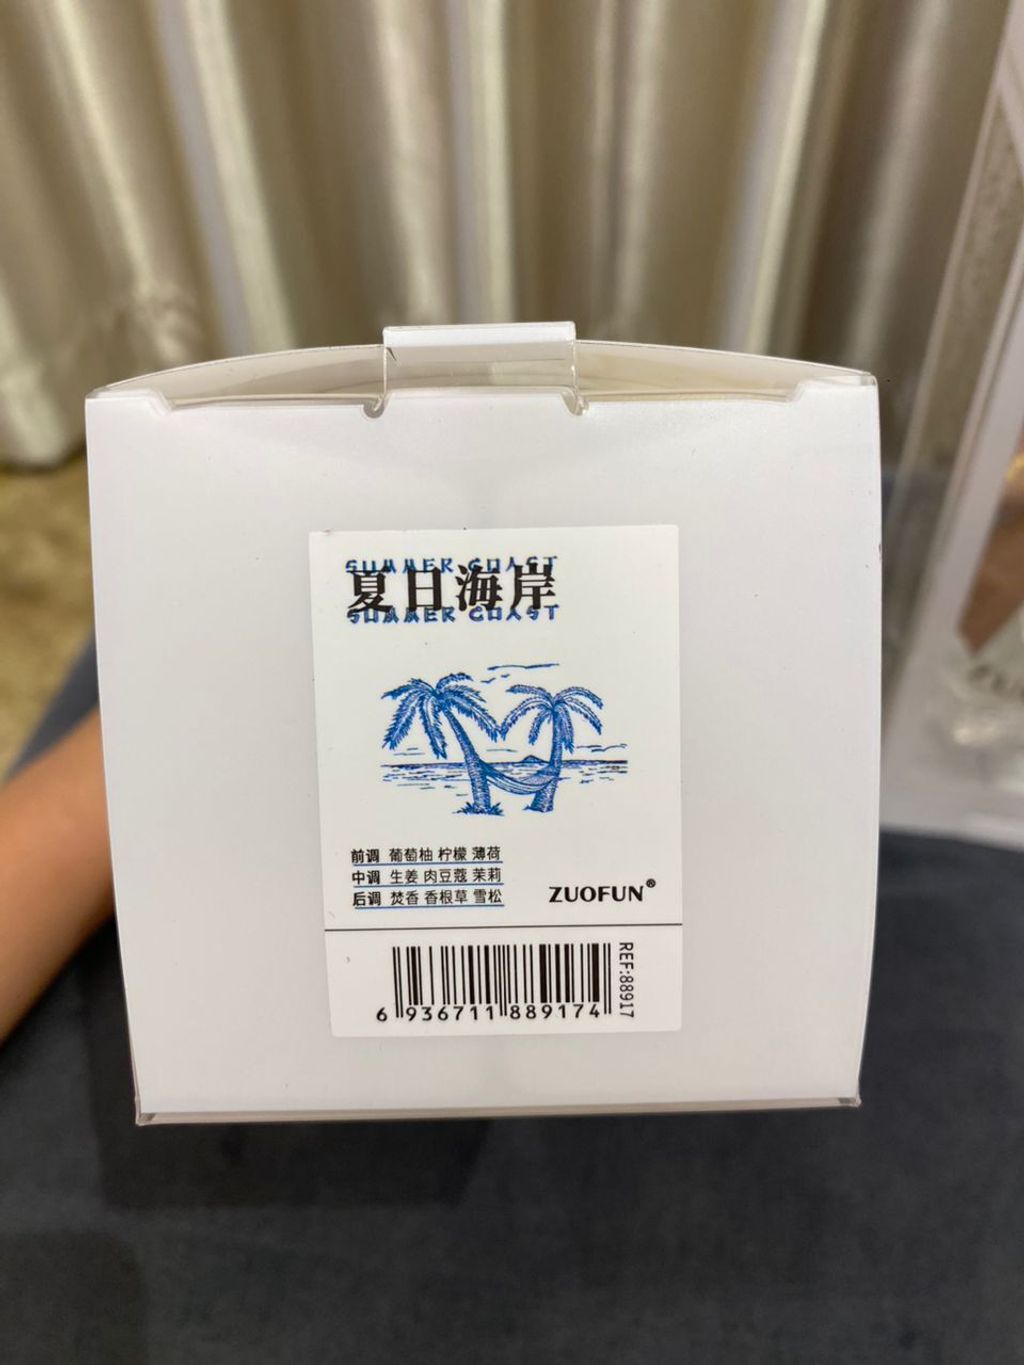 SUMMER COAST
夏日海岸
SUMMER COAST
前调 葡萄柚 柠檬 薄荷
中调 生姜 肉豆蔻 茉莉
后调 焚香 香根草 雪松
ZUOFUN®
REF:88917
6 936711 889174